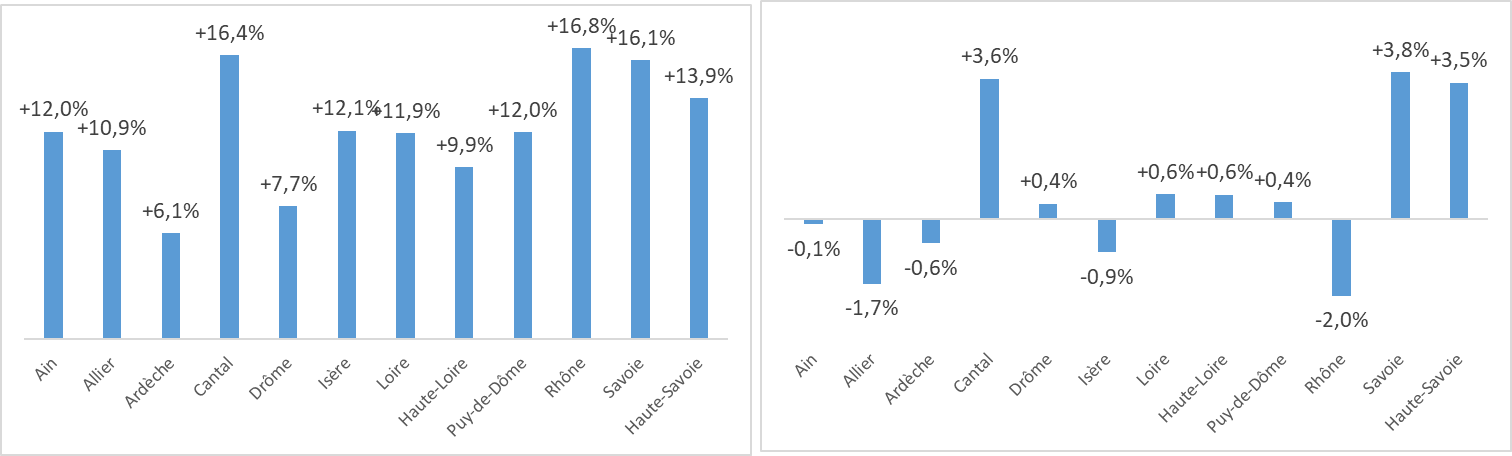 +12,0%
+10,9%
+6,1%
+16,4%
+7,7%
+12,1%
+11,9%
+9,9%
+12,0%
+16,8%
+16,1%
+13,9%
Ain
Allier
Ardèche
Cantal
Drôme
Isère
Loire
Haute-Loire
Puy-de-Dôme
Rhône
Savoie
Haute-Savoie
-0,1%
-1,7%
-0,6%
+3,6%
+0,4%
-0,9%
+0,6%
+0,6%
+0,4%
-2,0%
+3,8%
+3,5%
Ain
Allier
Ardèche
Cantal
Drôme
Isère
Loire
Haute-Loire
Puy-de-Dôme
Rhône
Savoie
Haute-Savoie